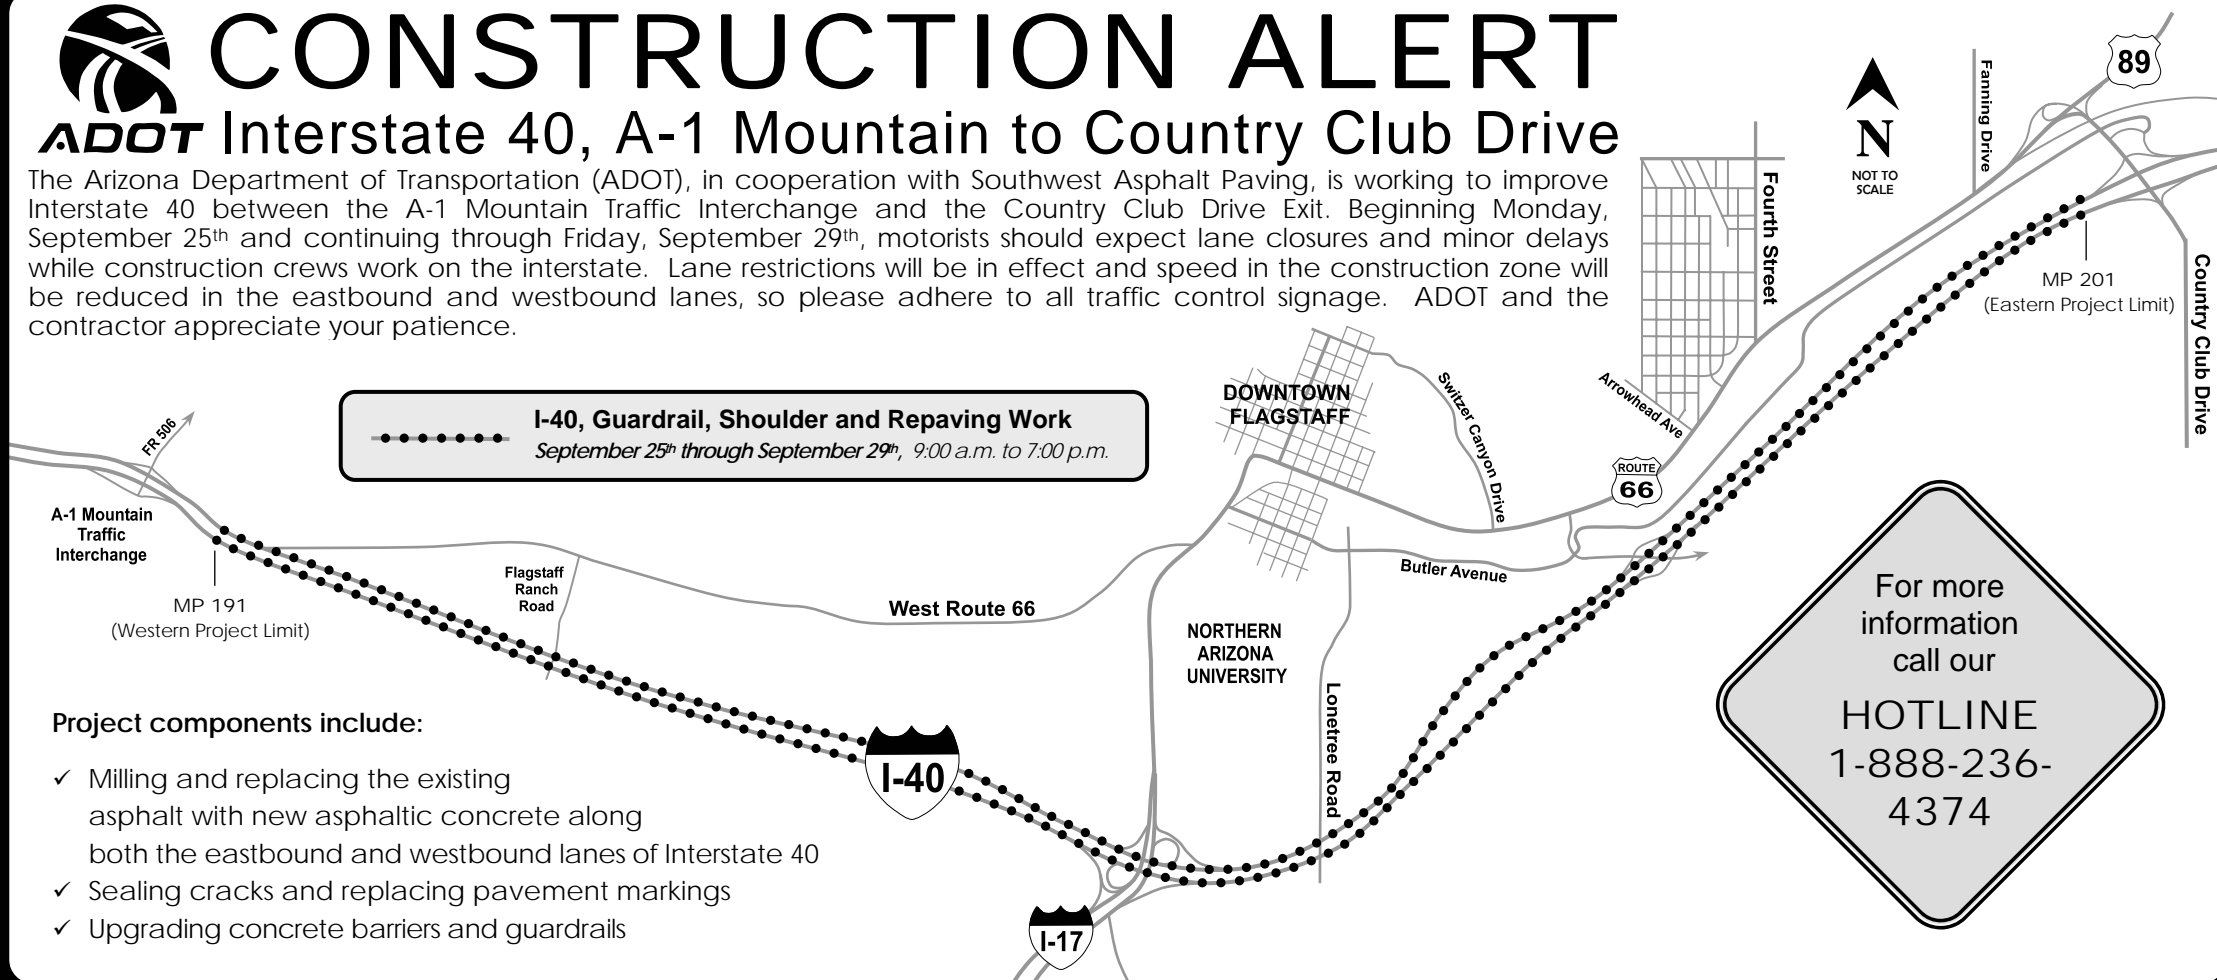 CONSTRUCTION ALERT
ADOT
Interstate 40, A-1 Mountain to Country Club Drive
The Arizona Department of Transportation (ADOT), in cooperation with Southwest Asphalt Paving, is working to improve
Interstate 40 between the A-1 Mountain Traffic Interchange and the Country Club Drive Exit. Beginning Monday,
September 25th and continuing through Friday, September 29th, motorists should expect lane closures and minor delays
while construction crews work on the interstate. Lane restrictions will be in effect and speed in the construction zone will
be reduced in the eastbound and westbound lanes, so please adhere to all traffic control signage. ADOT and the
contractor appreciate your patience.
89
N
NOT TO
SCALE
Fanning Drive
Fourth Street
MP 201
(Eastern Project Limit)
Country Club Drive
I-40, Guardrail, Shoulder and Repaving Work
September 25th through September 29th, 9:00 a.m. to 7:00 p.m.
DOWNTOWN
FLAGSTAFF
Switzer Canyon Drive
Arrowhead Ave
ROUTE
66
FR 506
A-1 Mountain
Traffic
Interchange
MP 191
(Western Project Limit)
Flagstaff
Ranch
Road
West Route 66
Butler Avenue
NORTHERN
ARIZONA
UNIVERSITY
Lonetree Road
I-40
I-17
Project components include:
✓ Milling and replacing the existing
asphalt with new asphaltic concrete along
both the eastbound and westbound lanes of Interstate 40
✓ Sealing cracks and replacing pavement markings
✓ Upgrading concrete barriers and guardrails
For more
information
call our
HOTLINE
1-888-236-
4374